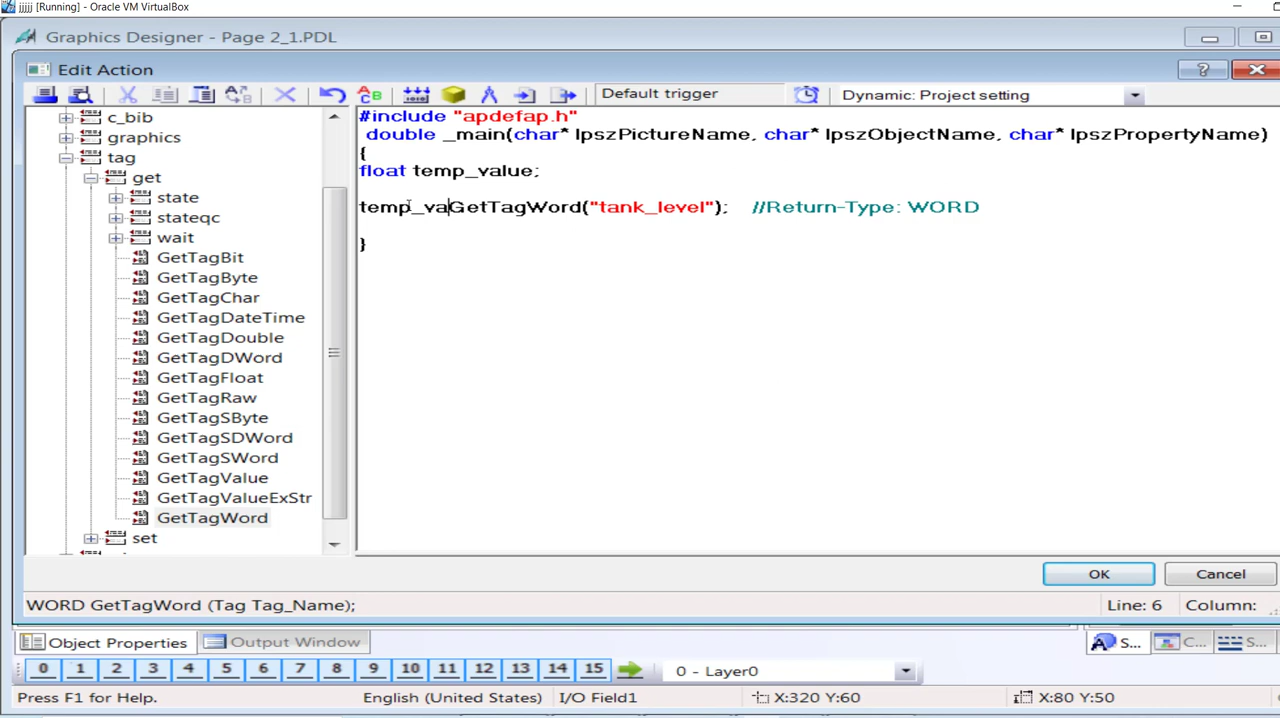 jjjjj [Running] - Oracle VM VirtualBox
Graphics Designer - Page 2_1.PDL
Edit Action
Default trigger
Dynamic: Project setting
c_bib
graphics
tag
get
state
stateqc
wait
GetTagBit
GetTagByte
GetTagChar
GetTagDateTime
GetTagDouble
GetTagDWord
GetTagFloat
GetTagRaw
GetTagSByte
GetTagSDWord
GetTagSWord
GetTagValue
GetTagValueExStr
GetTagWord
set
#include "apdefap.h"
double _main(char* lpszPictureName, char* lpszObjectName, char* lpszPropertyName)
{
float temp_value;
temp_vaGetTagWord("tank_level"); //Return-Type: WORD
}
OK
Cancel
WORD GetTagWord (Tag Tag_Name);
Line: 6
Column:
Object Properties
Output Window
S...
C...
S...
0 1 2 3 4 5 6 7 8 9 10 11 12 13 14 15
0 - Layer0
Press F1 for Help.
English (United States)
I/O Field1
X:320 Y:60
X:80 Y:50